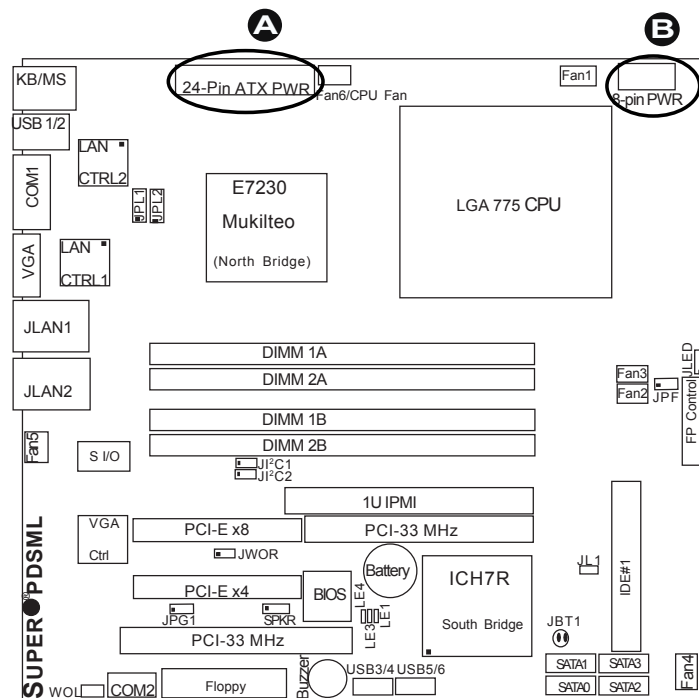 A
B
KB/MS
24-Pin ATX PWR
Fan6/CPU Fan
Fan1
8-pin PWR
USB 1/2
LAN
CTRL2
COM1
JPL1
JPL2
E7230
Mukilteo
(North Bridge)
LGA 775 CPU
VGA
LAN
CTRL1
JLAN1
JLAN2
DIMM 1A
DIMM 2A
DIMM 1B
DIMM 2B
Fan3
Fan2
JPF
JLED
FP Control
Fan5
S I/O
JI²C1
JI²C2
1U IPMI
VGA
Ctrl
PCI-E x8
PCI-33 MHz
JWOR
Battery
ICH7R
South Bridge
JL1
IDE#1
PCI-E x4
BIOS
LE4
LE3
LE1
JPG1
SPKR
PCI-33 MHz
JBT1
SUPER ® PDSML
WOL
COM2
Floppy
Buzzer
USB3/4
USB5/6
SATA1
SATA3
SATA0
SATA2
Fan4